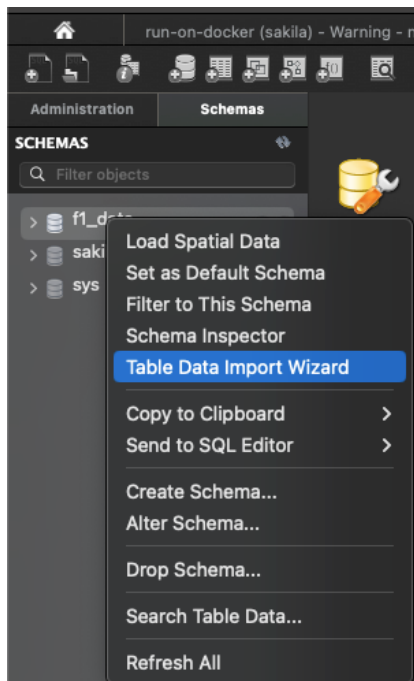 run-on-docker (sakila) - Warning -
Administration
Schemas
SCHEMAS
Filter objects
f1_data
saki
sys
Load Spatial Data
Set as Default Schema
Filter to This Schema
Schema Inspector
Table Data Import Wizard
Copy to Clipboard
Send to SQL Editor
Create Schema...
Alter Schema...
Drop Schema...
Search Table Data...
Refresh All